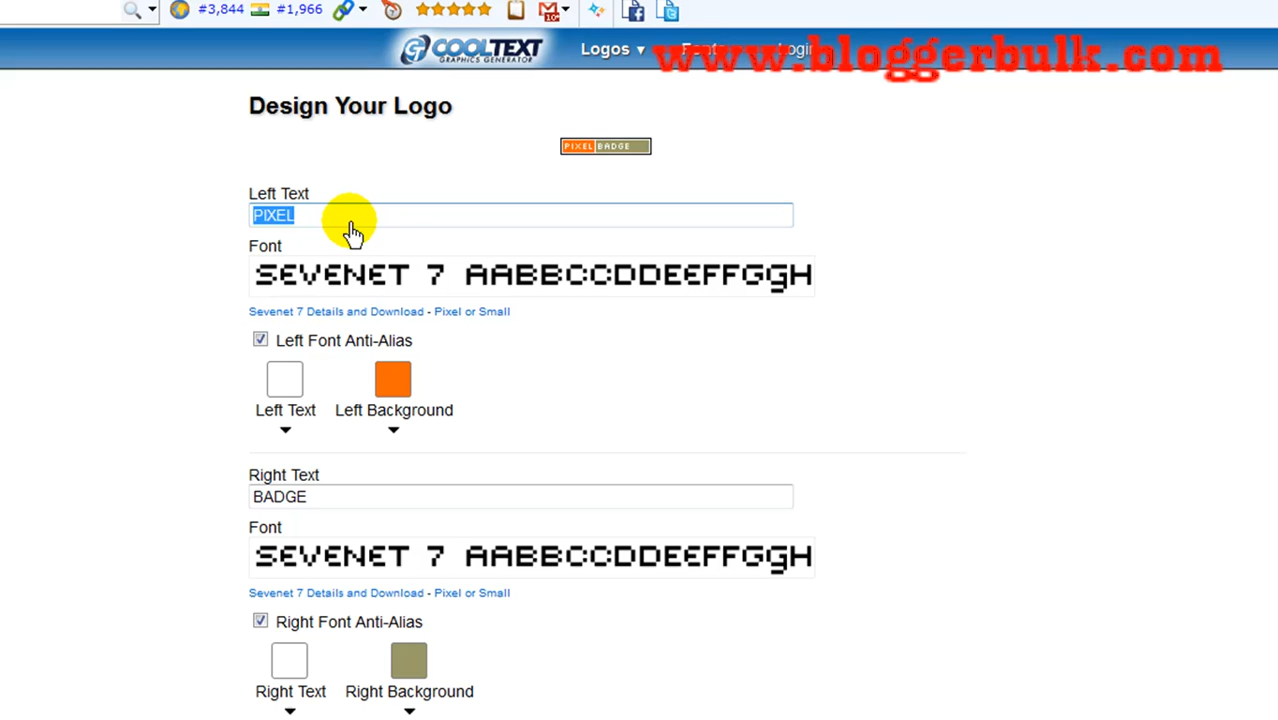 #3,844 #1,966
COOLTEXT
GRAPHICS GENERATOR
Logos Login
www.bloggerbulk.com
Design Your Logo
PIXEL BADGE
Left Text
PIXEL
Font
SEVENET 7 AABBCCDDEEFFGgH
Sevenet 7 Details and Download - Pixel or Small
Left Font Anti-Alias
Left Text Left Background
Right Text
BADGE
Font
SEVENET 7 AABBCCDDEEFFGgH
Sevenet 7 Details and Download - Pixel or Small
Right Font Anti-Alias
Right Text Right Background